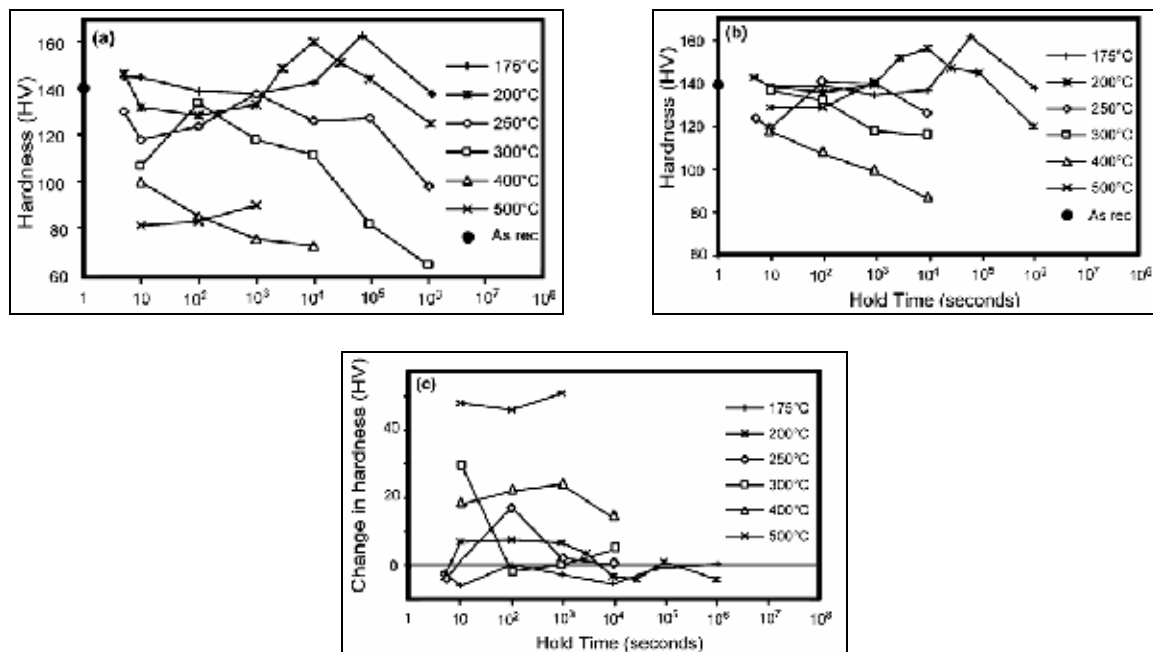 (a)
Hardness (HV)
160
140
120
100
80
60
175°C
200°C
250°C
300°C
400°C
500°C
As rec
1 10 10² 10³ 10⁴ 10⁵ 10⁶ 10⁷ 10⁸
(b)
Hardness (HV)
160
140
120
100
80
60
175°C
200°C
250°C
300°C
400°C
500°C
As rec
1 10 10² 10³ 10⁴ 10⁵ 10⁶ 10⁷ 10⁸
Hold Time (seconds)
(c)
Change in hardness (HV)
40
20
0
175°C
200°C
250°C
300°C
400°C
500°C
1 10 10² 10³ 10⁴ 10⁵ 10⁶ 10⁷ 10⁸
Hold Time (seconds)